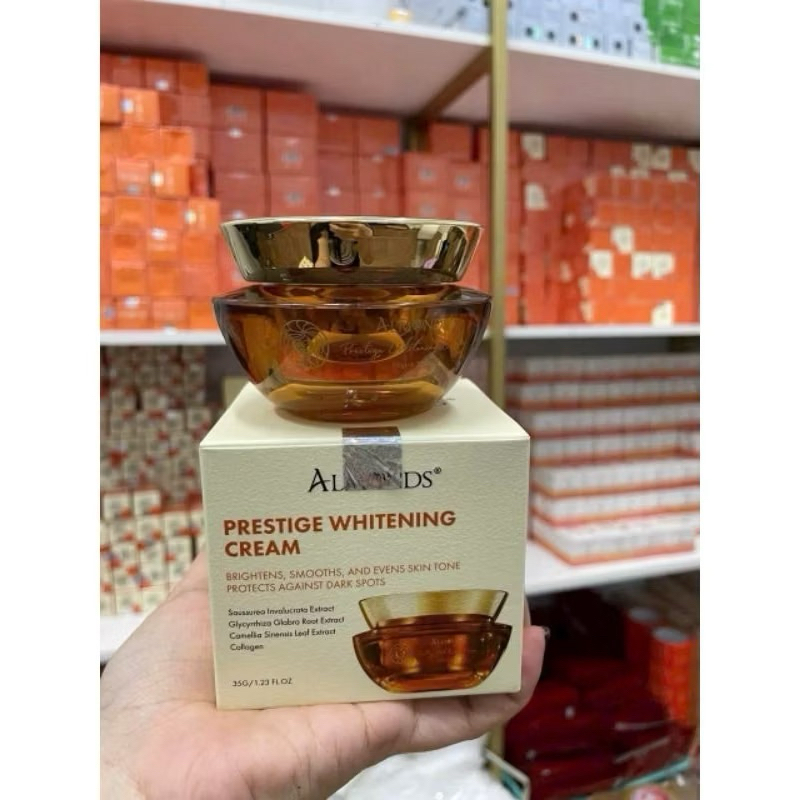 ALMONDS®
PRESTIGE WHITENING
CREAM
BRIGHTENS, SMOOTHS, AND EVENS SKIN TONE
PROTECTS AGAINST DARK SPOTS
Saussurea Involucrata Extract
Glycyrrhiza Glabra Root Extract
Camellia Sinensis Leaf Extract
Collagen
35G/1.23 FL.OZ